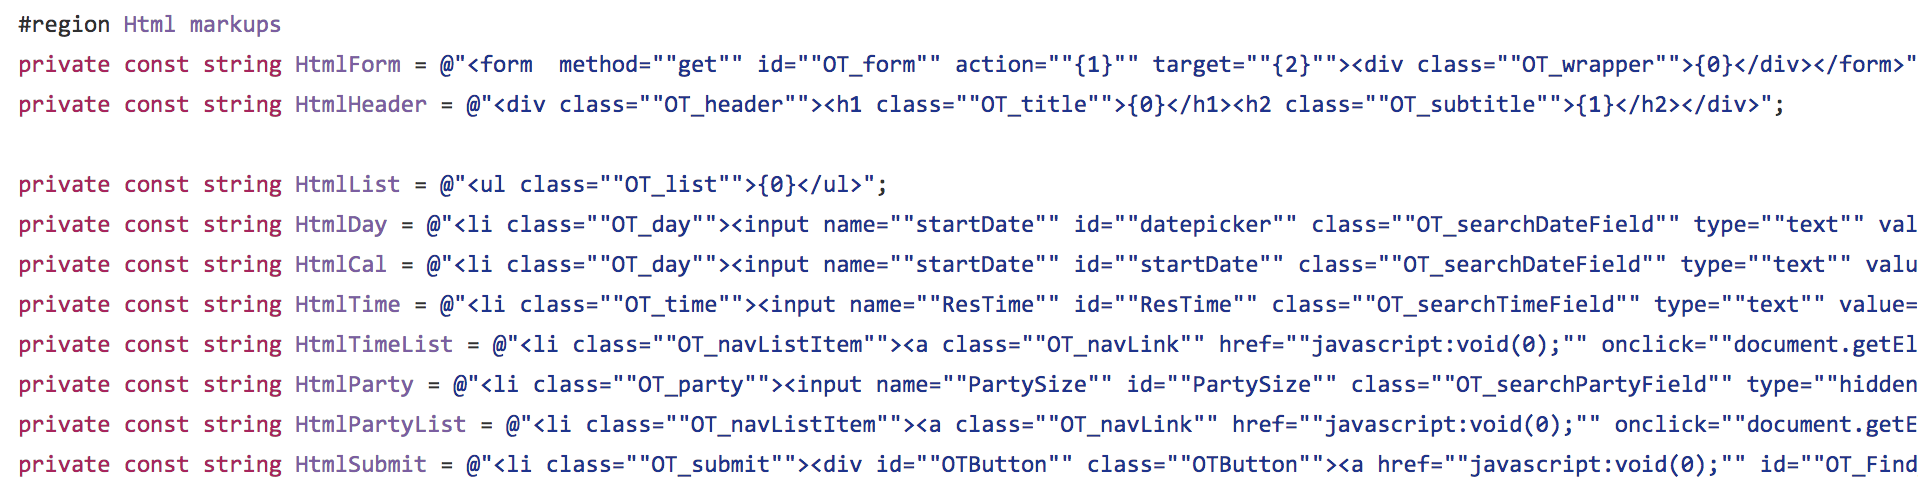 #region Html markups
private const string HtmlForm = @"<form  method=""get"" id=""OT_form"" action=""{1}"" target=""{2}""><div class=""OT_wrapper"">{0}</div></form>"
private const string HtmlHeader = @"<div class=""OT_header""><h1 class=""OT_title"">{0}</h1><h2 class=""OT_subtitle"">{1}</h2></div>";
private const string HtmlList = @"<ul class=""OT_list"">{0}</ul>";
private const string HtmlDay = @"<li class=""OT_day""><input name=""startDate"" id=""datepicker"" class=""OT_searchDateField"" type=""text"" val
private const string HtmlCal = @"<li class=""OT_day""><input name=""startDate"" id=""startDate"" class=""OT_searchDateField"" type=""text"" valu
private const string HtmlTime = @"<li class=""OT_time""><input name=""ResTime"" id=""ResTime"" class=""OT_searchTimeField"" type=""text"" value=
private const string HtmlTimeList = @"<li class=""OT_navListItem""><a class=""OT_navLink"" href=""javascript:void(0);"" onclick=""document.getEl
private const string HtmlParty = @"<li class=""OT_party""><input name=""PartySize"" id=""PartySize"" class=""OT_searchPartyField"" type=""hidden
private const string HtmlPartyList = @"<li class=""OT_navListItem""><a class=""OT_navLink"" href=""javascript:void(0);"" onclick=""document.getE
private const string HtmlSubmit = @"<li class=""OT_submit""><div id=""OTButton"" class=""OTButton""><a href=""javascript:void(0);"" id=""OT_Find